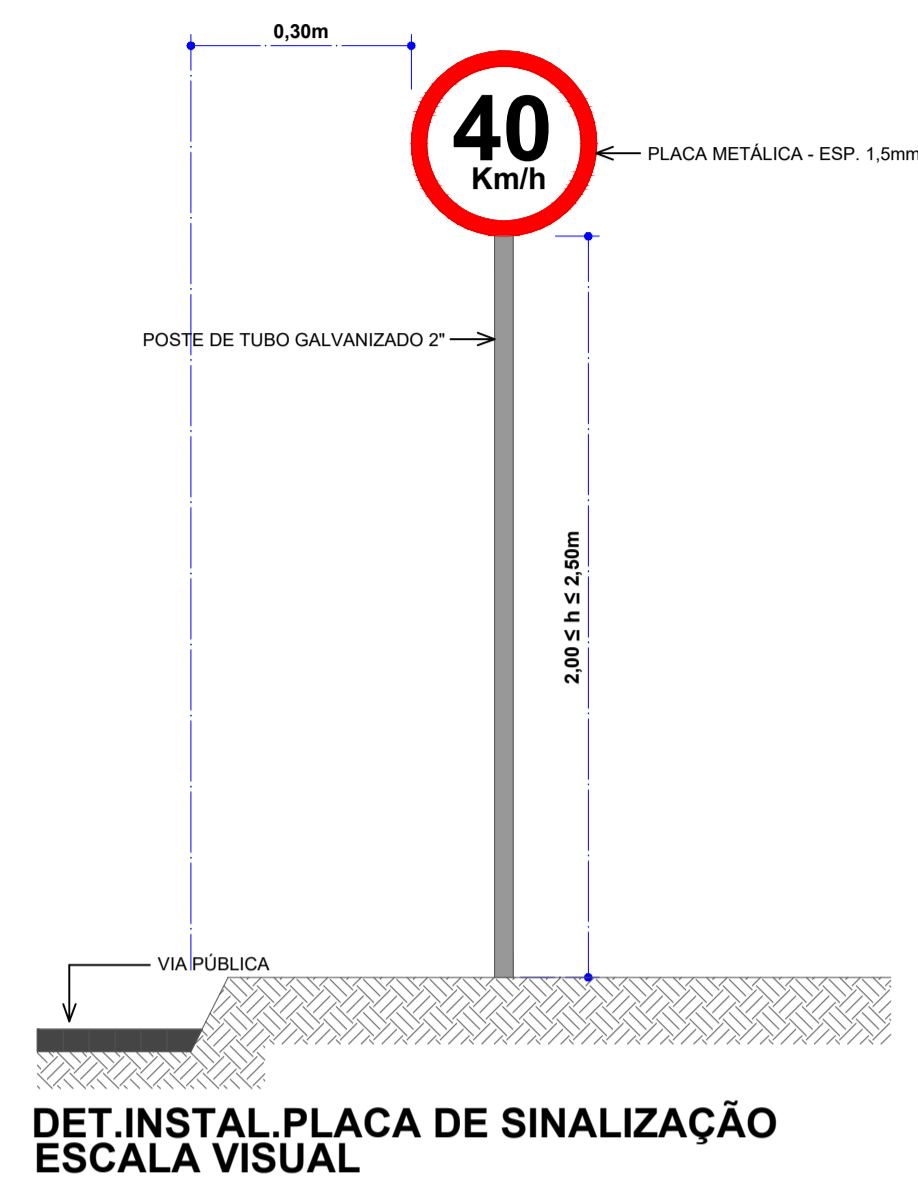 0,30m
40
Km/h
PLACA METÁLICA - ESP. 1,5mm
POSTE DE TUBO GALVANIZADO 2"
2,00 ≤ h ≤ 2,50m
VIA PÚBLICA
DET.INSTAL.PLACA DE SINALIZAÇÃO
ESCALA VISUAL